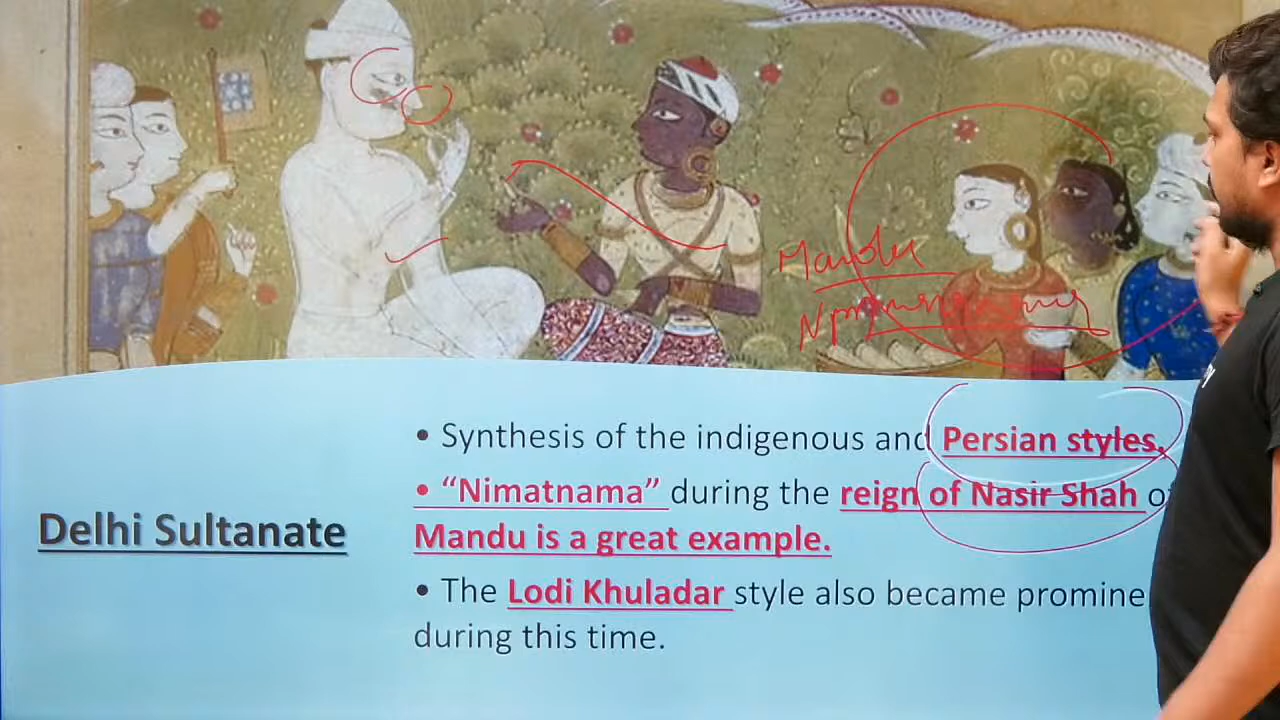 Mandu
Delhi Sultanate
• Synthesis of the indigenous and Persian styles.
• “Nimatnama” during the reign of Nasir Shah of
Mandu is a great example.
• The Lodi Khuladar style also became promine
during this time.